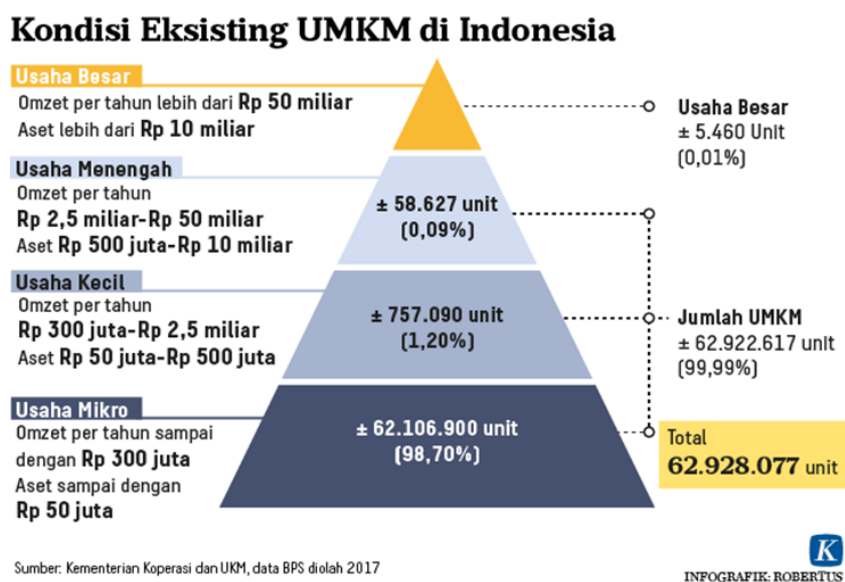 Kondisi Eksisting UMKM di Indonesia
Usaha Besar
Omzet per tahun lebih dari Rp 50 miliar
Aset lebih dari Rp 10 miliar
Usaha Besar
± 5.460 Unit
(0,01%)
Usaha Menengah
Omzet per tahun
Rp 2,5 miliar-Rp 50 miliar
Aset Rp 500 juta-Rp 10 miliar
± 58.627 unit
(0,09%)
Usaha Kecil
Omzet per tahun
Rp 300 juta-Rp 2,5 miliar
Aset Rp 50 juta-Rp 500 juta
± 757.090 unit
(1,20%)
Jumlah UMKM
± 62.922.617 unit
(99,99%)
Usaha Mikro
Omzet per tahun sampai
dengan Rp 300 juta
Aset sampai dengan
Rp 50 juta
± 62.106.900 unit
(98,70%)
Total
62.928.077 unit
Sumber: Kementerian Koperasi dan UKM, data BPS diolah 2017
K
INFOGRAFIK: ROBERTUS